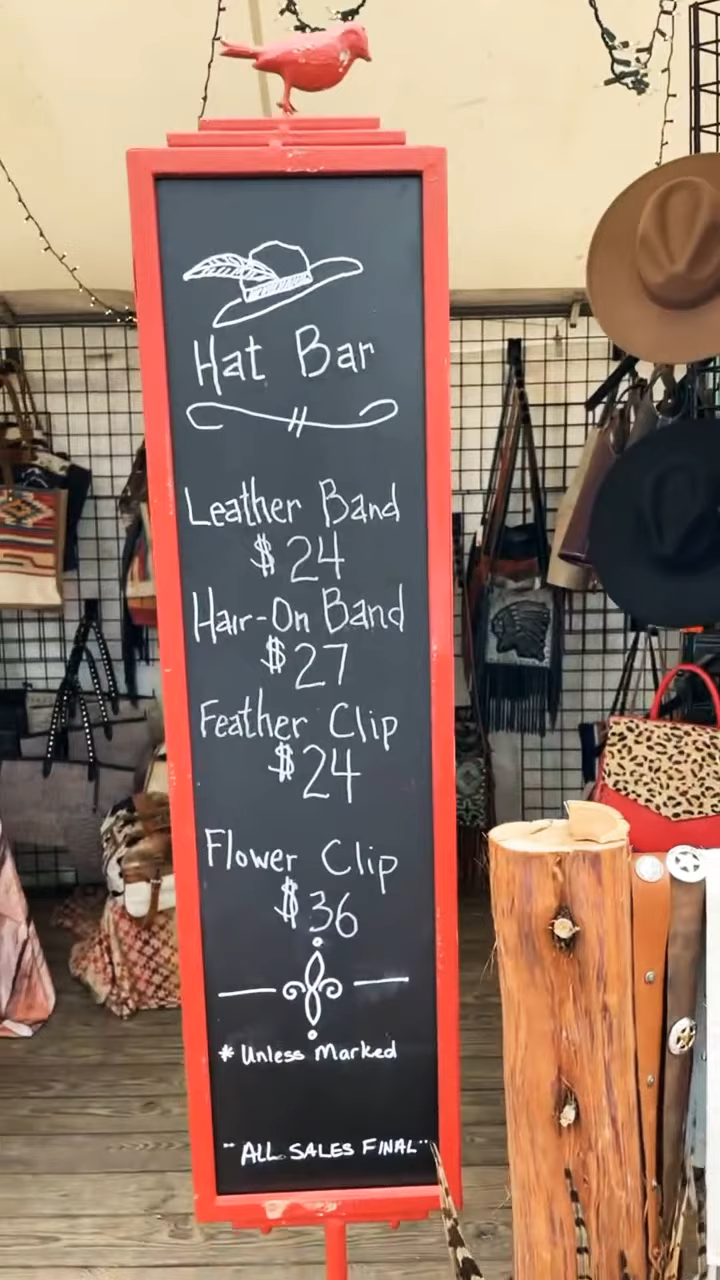 Hat Bar
Leather Band
$24
Hair-On Band
$27
Feather Clip
$24
Flower Clip
$36
* Unless Marked
"ALL SALES FINAL"